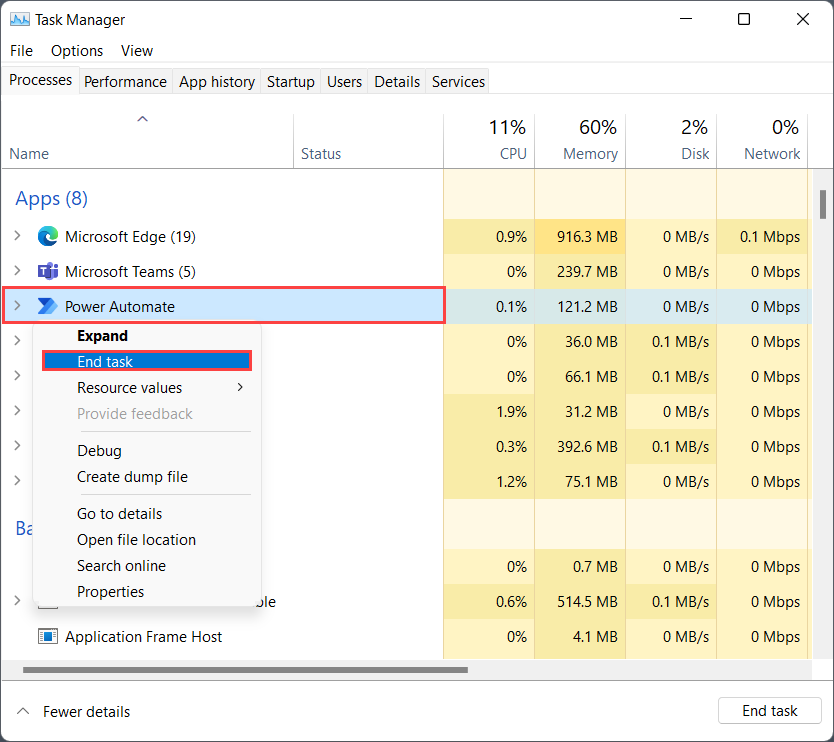 Task Manager
File Options View
Processes Performance App history Startup Users Details Services
11% 60% 2% 0%
Name Status CPU Memory Disk Network
Apps (8)
Microsoft Edge (19) 0.9% 916.3 MB 0 MB/s 0.1 Mbps
Microsoft Teams (5) 0% 239.7 MB 0 MB/s 0 Mbps
Power Automate 0.1% 121.2 MB 0 MB/s 0 Mbps
Expand 0% 36.0 MB 0.1 MB/s 0 Mbps
End task
Resource values 0% 66.1 MB 0.1 MB/s 0 Mbps
Provide feedback 1.9% 31.2 MB 0 MB/s 0 Mbps
Debug 0.3% 392.6 MB 0.1 MB/s 0 Mbps
Create dump file 1.2% 75.1 MB 0 MB/s 0 Mbps
Go to details
Ba
Open file location
Search online 0% 0.7 MB 0 MB/s 0 Mbps
Properties
ble 0.6% 514.5 MB 0.1 MB/s 0 Mbps
Application Frame Host 0% 4.1 MB 0 MB/s 0 Mbps
Fewer details End task